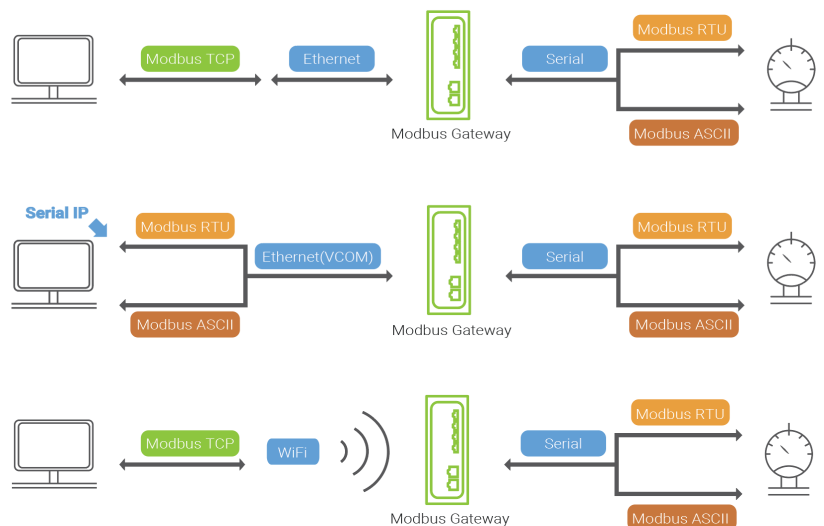 Modbus TCP
Ethernet
Serial
Modbus RTU
Modbus ASCII
Modbus Gateway
Serial IP
Modbus RTU
Ethernet(VCOM)
Modbus ASCII
Serial
Modbus RTU
Modbus ASCII
Modbus Gateway
Modbus TCP
WiFi
Serial
Modbus RTU
Modbus ASCII
Modbus Gateway